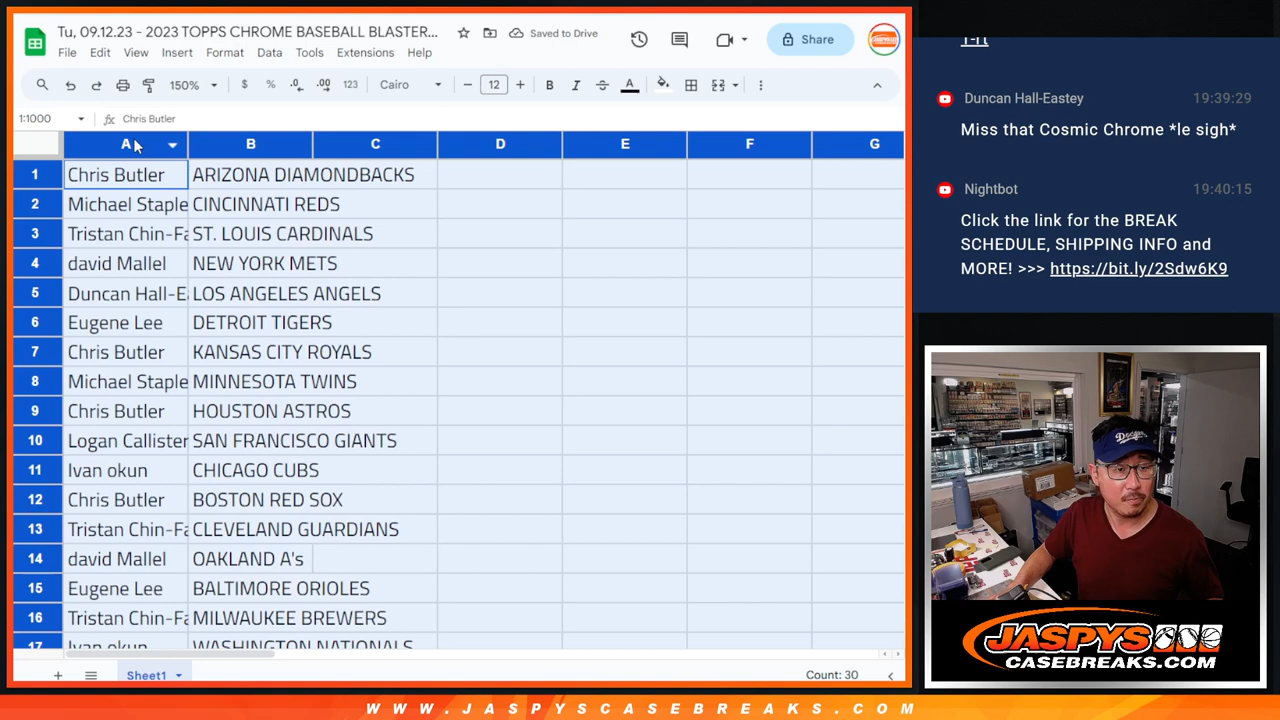 Tu, 09.12.23 - 2023 TOPPS CHROME BASEBALL BLASTER...
Saved to Drive
Share
File Edit View Insert Format Data Tools Extensions Help
150% $ % .0 .00 123 Cairo 12 B I S A
1:1000 fx Chris Butler
A B C D E F G
1 Chris Butler ARIZONA DIAMONDBACKS
2 Michael Staple CINCINNATI REDS
3 Tristan Chin-Fa ST. LOUIS CARDINALS
4 david Mallel NEW YORK METS
5 Duncan Hall-Ea LOS ANGELES ANGELS
6 Eugene Lee DETROIT TIGERS
7 Chris Butler KANSAS CITY ROYALS
8 Michael Staple MINNESOTA TWINS
9 Chris Butler HOUSTON ASTROS
10 Logan Callister SAN FRANCISCO GIANTS
11 Ivan okun CHICAGO CUBS
12 Chris Butler BOSTON RED SOX
13 Tristan Chin-Fa CLEVELAND GUARDIANS
14 david Mallel OAKLAND A's
15 Eugene Lee BALTIMORE ORIOLES
16 Tristan Chin-Fa MILWAUKEE BREWERS
17 Ivan okun WASHINGTON NATIONALS
Sheet1
Count: 30
Duncan Hall-Eastey 19:39:29
Miss that Cosmic Chrome *le sigh*
Nightbot 19:40:15
Click the link for the BREAK
SCHEDULE, SHIPPING INFO and
MORE! >>> https://bit.ly/2Sdw6K9
Dodgers
JASPYS
CASEBREAKS.COM
WWW.JASPYSCASEBREAKS.COM